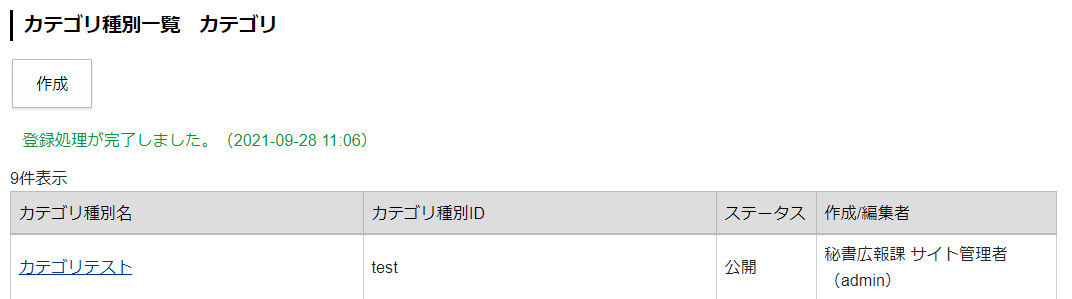 カテゴリ種別一覧　カテゴリ
作成
登録処理が完了しました。（2021-09-28 11:06）
9件表示
カテゴリ種別名 カテゴリ種別ID ステータス 作成/編集者
カテゴリテスト test 公開 秘書広報課 サイト管理者
（admin）